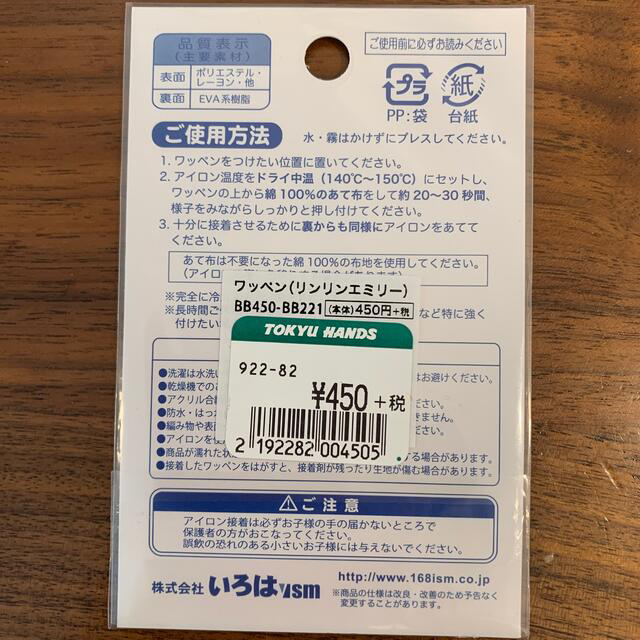 品質表示
(主要素材)
表面 ポリエステル・
レーヨン・他
裏面 EVA系樹脂
ご使用前に必ずお読みください
プラ
PP:袋
紙
台紙
ご使用方法
水・霧はかけずにプレスしてください。
1. ワッペンをつけたい位置に置いてください。
2. アイロン温度をドライ中温(140℃〜150℃)にセットし、
ワッペンの上から綿100%のあて布をして約20〜30秒間、
様子をみながらしっかりと押し付けてください。
3. 十分に接着させるために裏からも同様にアイロンをあてて
ください。
あて布は不要になった綿100%の布地を使用してください。
(アイロ
※完全に冷
※長時間ご
など特に強く
付けたい
ワッペン(リンリンエミリー)
BB450-BB221 (本体)450円+税
TOKYU HANDS
922-82
¥450 +税
2 192282 004505
●洗濯は水洗い
はお避けください。
●乾燥機でのご
●アクリル合
ださい。
●防水・はっ
きません。
●編み物や表面
ください。
●アイロンを使
●商品が濡れた状
する場合があります。
●接着したワッペンをはがすと、接着剤が残ったり生地が傷む場合があります。
⚠ご注意
アイロン接着は必ずお子様の手の届かないところで
保護者の方がおこなってください。
誤飲の恐れのある小さいお子様には与えないでください。
株式会社 いろはism
http://www.168ism.co.jp
※商品の仕様は改良・改善のため予告なく
変更することがあります。